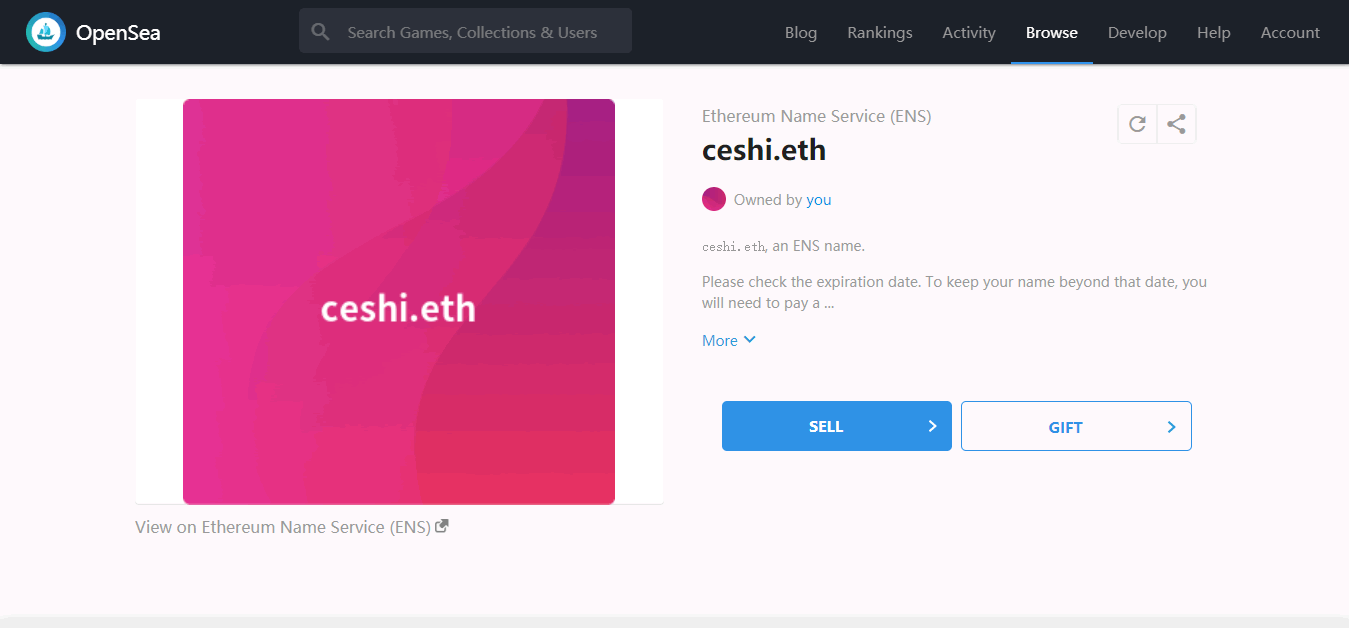 OpenSea
Search Games, Collections & Users
Blog
Rankings
Activity
Browse
Develop
Help
Account
ceshi.eth
View on Ethereum Name Service (ENS)
Ethereum Name Service (ENS)
ceshi.eth
Owned by you
ceshi.eth, an ENS name.
Please check the expiration date. To keep your name beyond that date, you
will need to pay a ...
More
SELL
GIFT